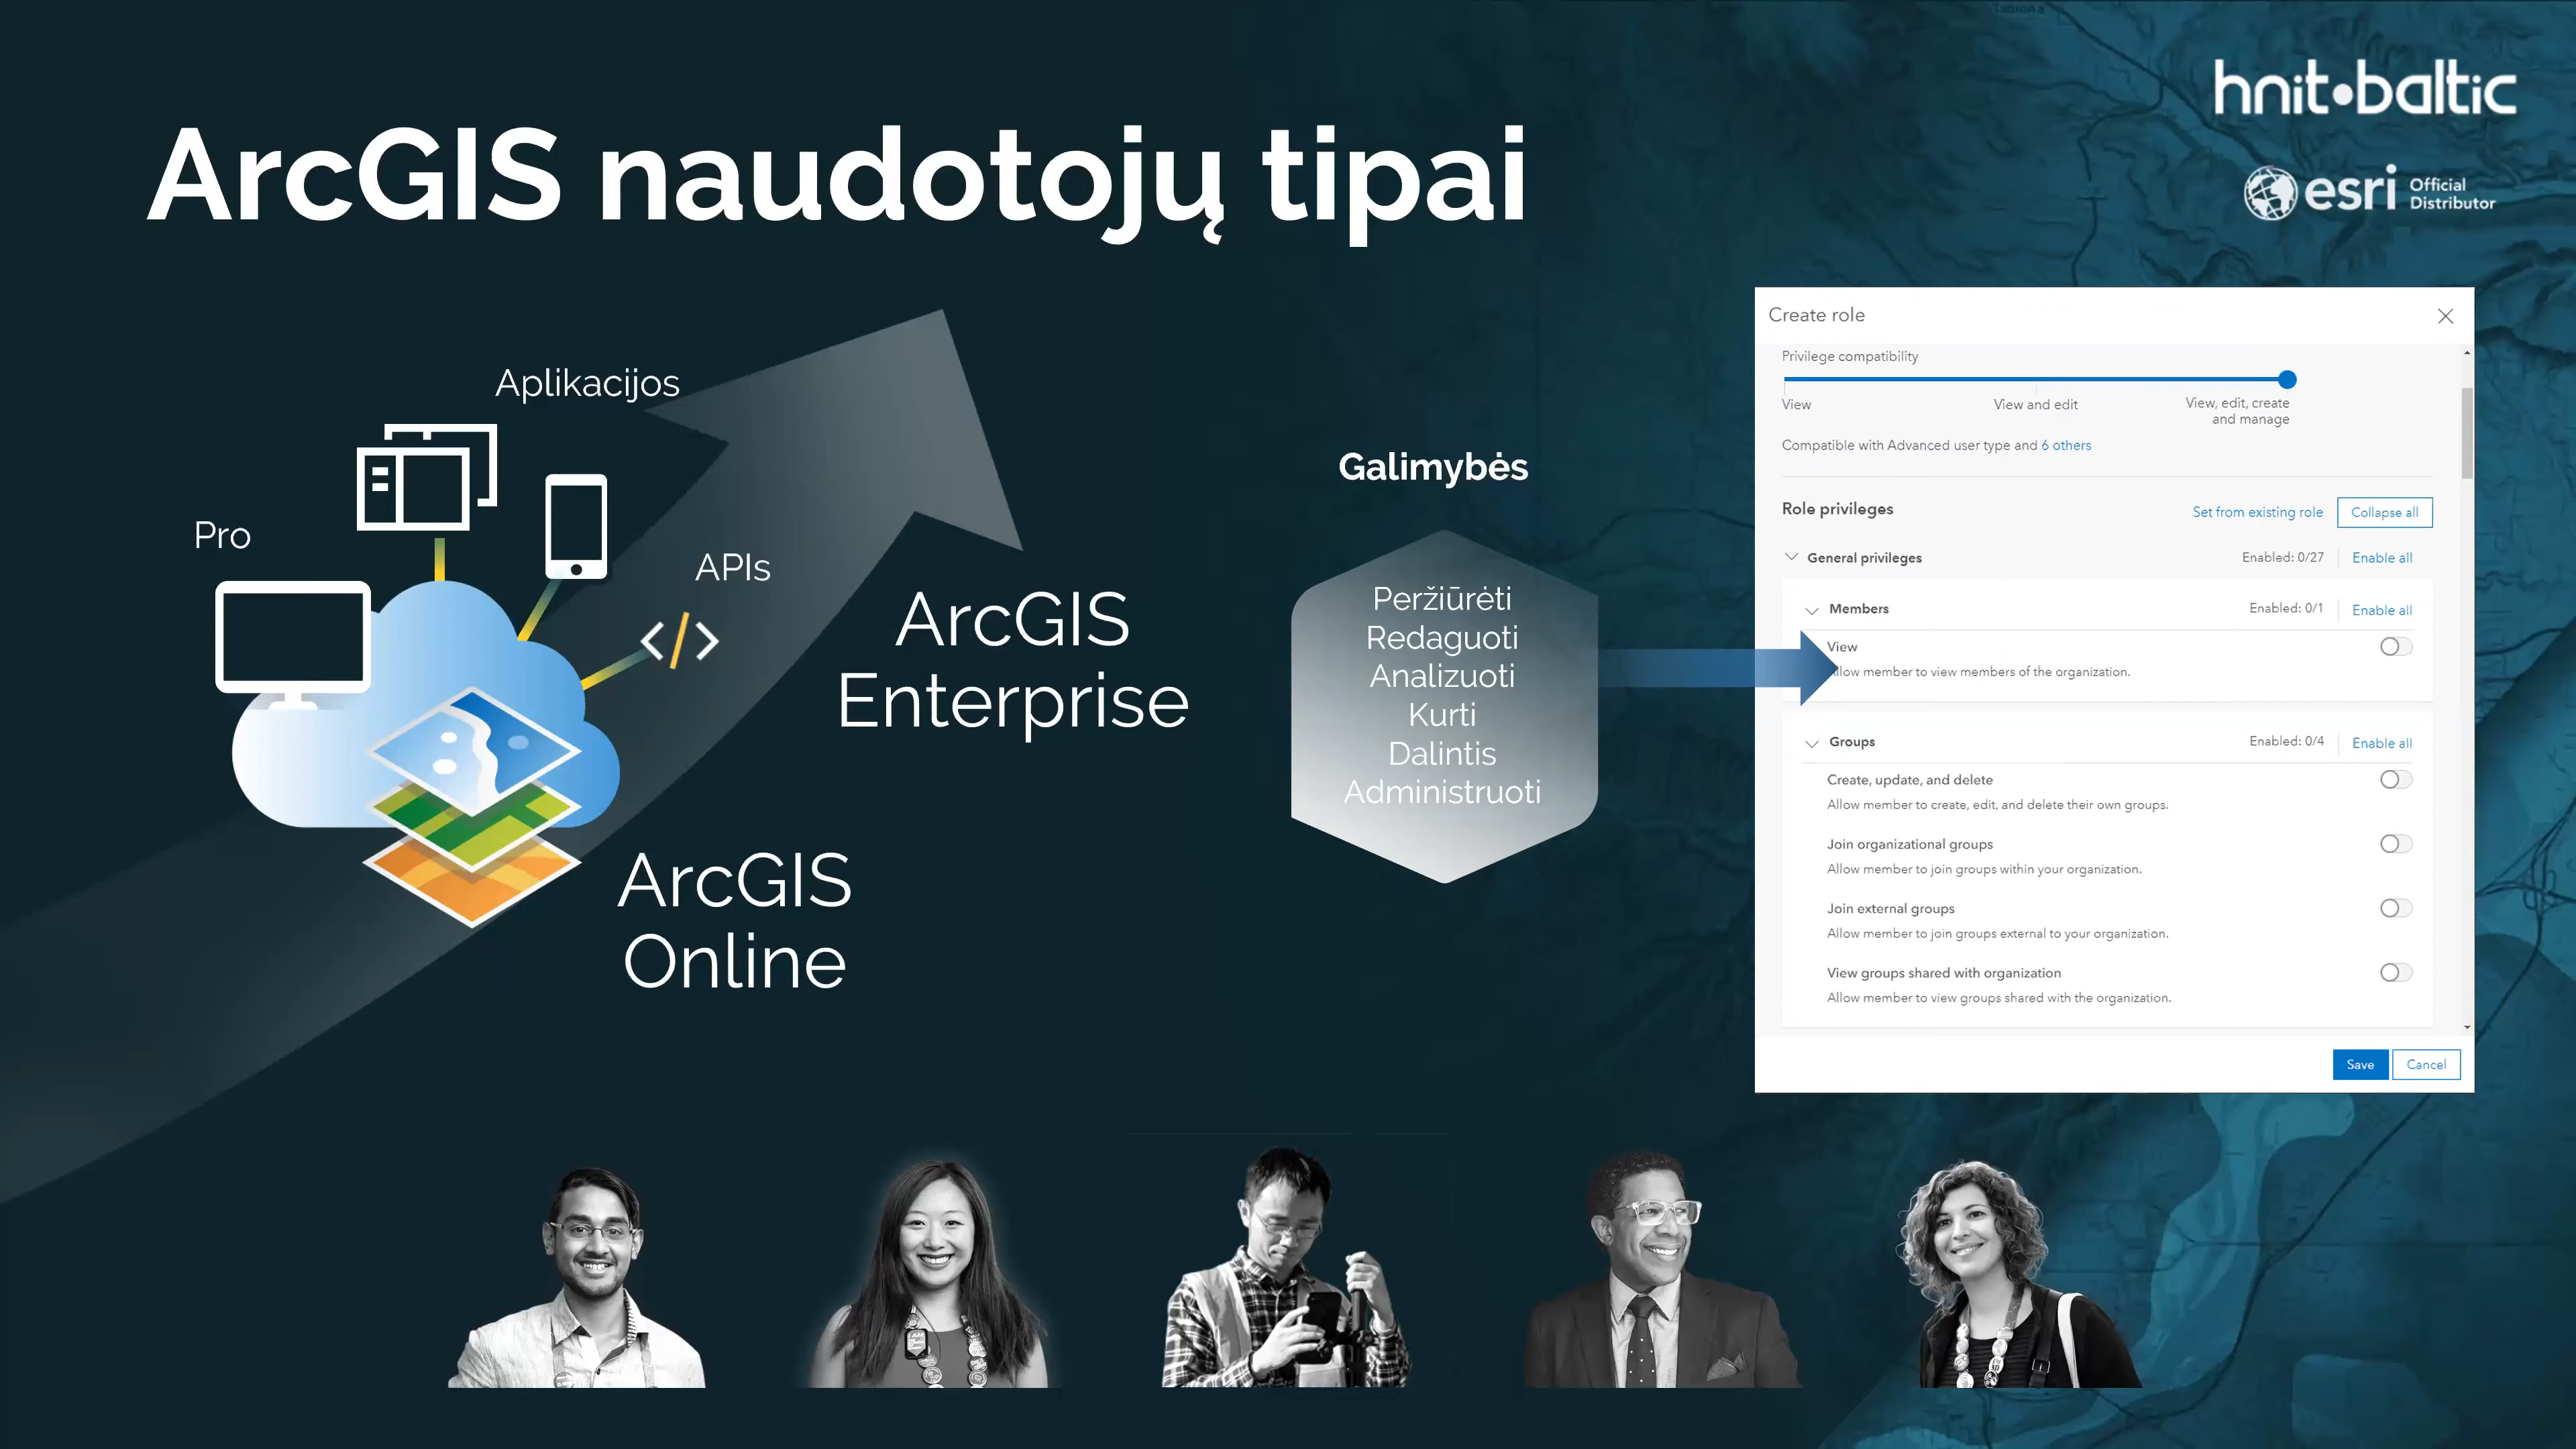 hnit•baltic
ArcGIS naudotojų tipai
esri Official
Distributor
Aplikacijos
Pro
APIs
ArcGIS
Enterprise
ArcGIS
Online
Galimybės
Peržiūrėti
Redaguoti
Analizuoti
Kurti
Dalintis
Administruoti
Create role
Privilege compatibility
View
View and edit
View, edit, create
and manage
Compatible with Advanced user type and 6 others
Role privileges Set from existing role Collapse all
General privileges Enabled: 0/27 Enable all
Members Enabled: 0/1 Enable all
View
llow member to view members of the organization.
Groups Enabled: 0/4 Enable all
Create, update, and delete
Allow member to create, edit, and delete their own groups.
Join organizational groups
Allow member to join groups within your organization.
Join external groups
Allow member to join groups external to your organization.
View groups shared with organization
Allow member to view groups shared with the organization.
Save Cancel